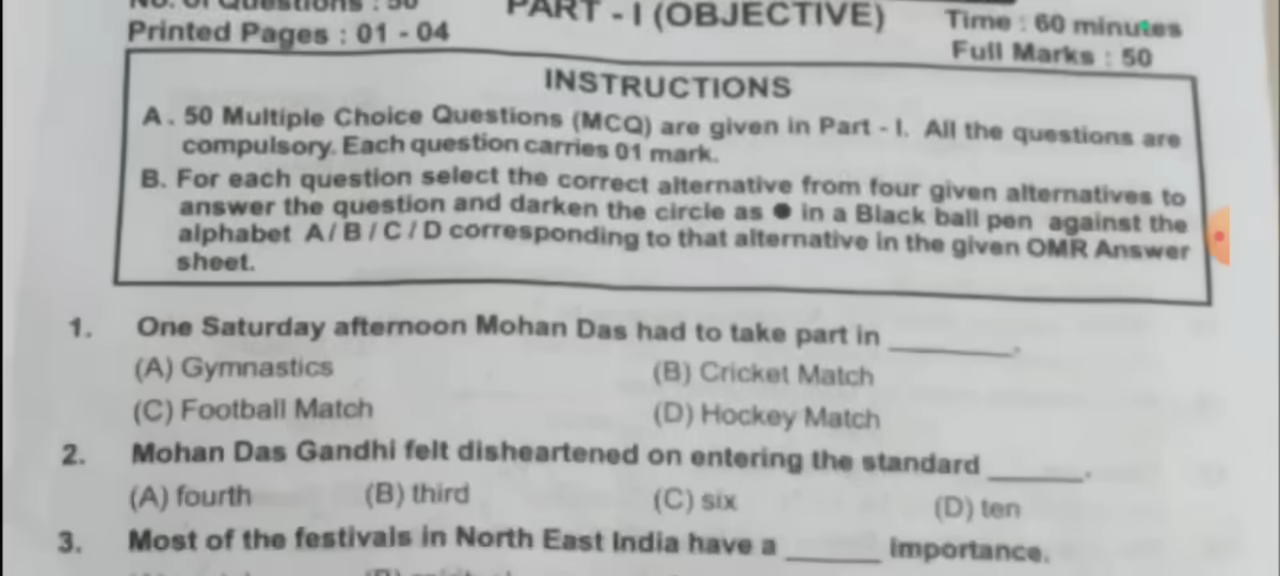 No. of Questions : 50
PART - I (OBJECTIVE)
Time : 60 minutes
Printed Pages : 01 - 04
Full Marks : 50
INSTRUCTIONS
A. 50 Multiple Choice Questions (MCQ) are given in Part - I. All the questions are
compulsory. Each question carries 01 mark.
B. For each question select the correct alternative from four given alternatives to
answer the question and darken the circle as ● in a Black ball pen against the
alphabet A / B / C / D corresponding to that alternative in the given OMR Answer
sheet.
1. One Saturday afternoon Mohan Das had to take part in ________.
(A) Gymnastics (B) Cricket Match
(C) Football Match (D) Hockey Match
2. Mohan Das Gandhi felt disheartened on entering the standard ______.
(A) fourth (B) third (C) six (D) ten
3. Most of the festivals in North East India have a ______ importance.